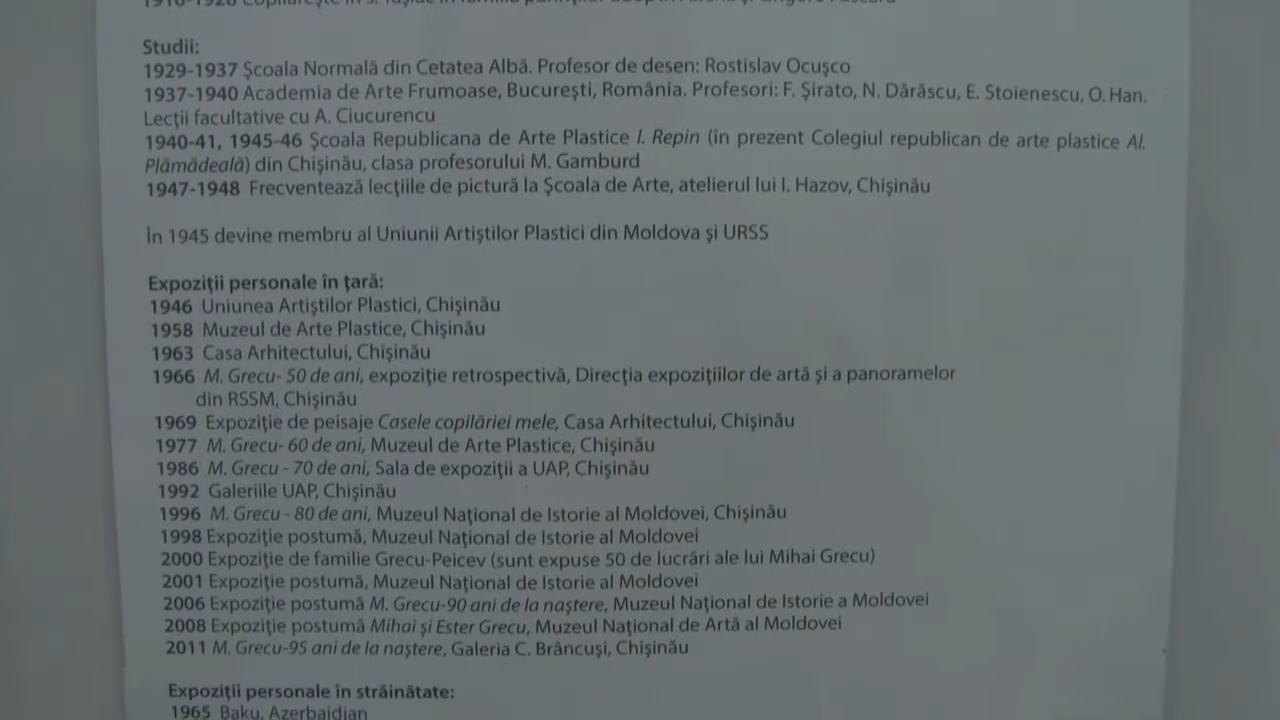 Studii:
1929-1937 Şcoala Normală din Cetatea Albă. Profesor de desen: Rostislav Ocuşco
1937-1940 Academia de Arte Frumoase, Bucureşti, România. Profesori: F. Şirato, N. Dărăscu, E. Stoienescu, O. Han.
Lecţii facultative cu A. Ciucurencu
1940-41, 1945-46 Şcoala Republicana de Arte Plastice I. Repin (în prezent Colegiul republican de arte plastice Al.
Plămădeală) din Chişinău, clasa profesorului M. Gamburd
1947-1948 Frecventează lecţiile de pictură la Şcoala de Arte, atelierul lui I. Hazov, Chişinău
În 1945 devine membru al Uniunii Artiştilor Plastici din Moldova şi URSS
Expoziţii personale în ţară:
1946 Uniunea Artiştilor Plastici, Chişinău
1958 Muzeul de Arte Plastice, Chişinău
1963 Casa Arhitectului, Chişinău
1966 M. Grecu- 50 de ani, expoziţie retrospectivă, Direcţia expoziţiilor de artă şi a panoramelor
din RSSM, Chişinău
1969 Expoziţie de peisaje Casele copilăriei mele, Casa Arhitectului, Chişinău
1977 M. Grecu- 60 de ani, Muzeul de Arte Plastice, Chişinău
1986 M. Grecu - 70 de ani, Sala de expoziţii a UAP, Chişinău
1992 Galeriile UAP, Chişinău
1996 M. Grecu - 80 de ani, Muzeul Naţional de Istorie al Moldovei, Chişinău
1998 Expoziţie postumă, Muzeul Naţional de Istorie al Moldovei
2000 Expoziţie de familie Grecu-Peicev (sunt expuse 50 de lucrări ale lui Mihai Grecu)
2001 Expoziţie postumă, Muzeul Naţional de Istorie al Moldovei
2006 Expoziţie postumă M. Grecu-90 ani de la naştere, Muzeul Naţional de Istorie a Moldovei
2008 Expoziţie postumă Mihai şi Ester Grecu, Muzeul Naţional de Artă al Moldovei
2011 M. Grecu-95 ani de la naştere, Galeria C. Brâncuşi, Chişinău
Expoziţii personale în străinătate:
1965 Baku, Azerbaidjan